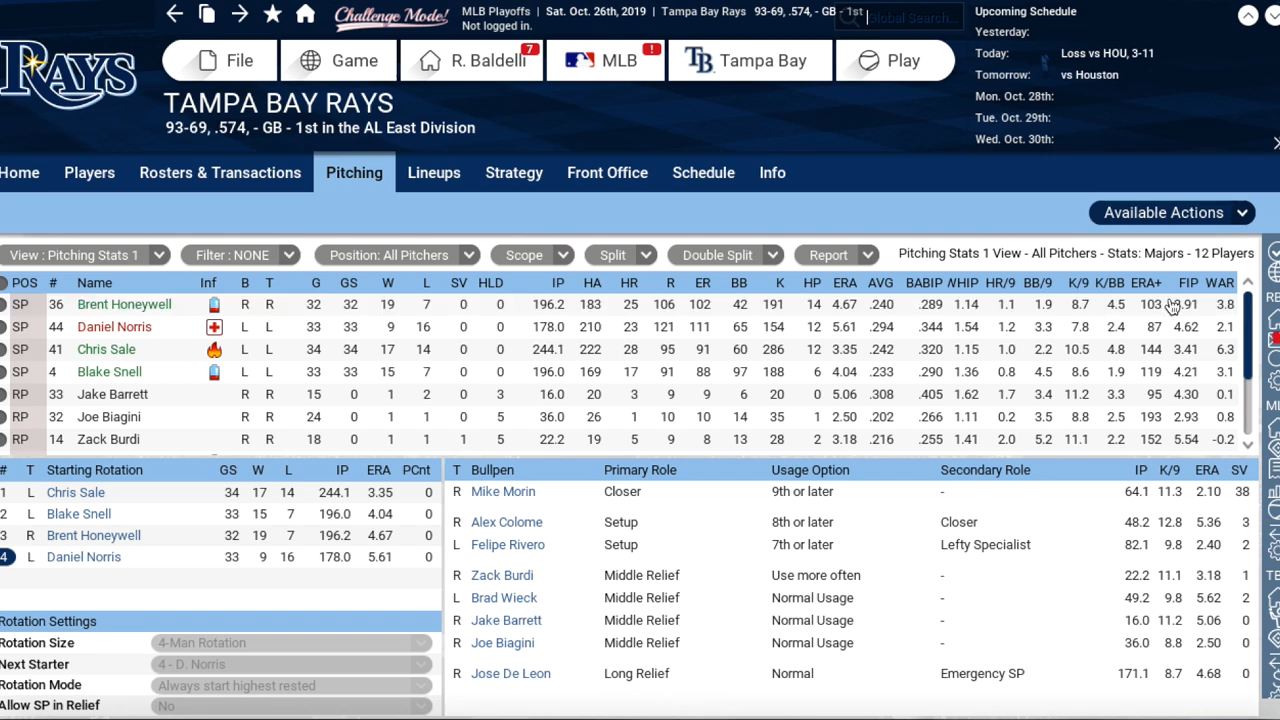 Challenge Mode!
MLB Playoffs | Sat. Oct. 26th, 2019 | Tampa Bay Rays 93-69, .574, - GB - 1st
Not logged in.
Global Search...
Upcoming Schedule
Yesterday:
Today: Loss vs HOU, 3-11
Tomorrow: vs Houston
Mon. Oct. 28th:
Tue. Oct. 29th:
Wed. Oct. 30th:
RAYS
File
Game
R. Baldelli 7
MLB !
TB Tampa Bay
Play
TAMPA BAY RAYS
93-69, .574, - GB - 1st in the AL East Division
Home Players Rosters & Transactions Pitching Lineups Strategy Front Office Schedule Info
Available Actions
View : Pitching Stats 1 Filter : NONE Position: All Pitchers Scope Split Double Split Report Pitching Stats 1 View - All Pitchers - Stats: Majors - 12 Players
POS # Name Inf B T G GS W L SV HLD IP HA HR R ER BB K HP ERA AVG BABIP WHIP HR/9 BB/9 K/9 K/BB ERA+ FIP WAR
SP 36 Brent Honeywell R R 32 32 19 7 0 0 196.2 183 25 106 102 42 191 14 4.67 .240 .289 1.14 1.1 1.9 8.7 4.5 103 3.91 3.8
SP 44 Daniel Norris L L 33 33 9 16 0 0 178.0 210 23 121 111 65 154 12 5.61 .294 .344 1.54 1.2 3.3 7.8 2.4 87 4.62 2.1
SP 41 Chris Sale L L 34 34 17 14 0 0 244.1 222 28 95 91 60 286 12 3.35 .242 .320 1.15 1.0 2.2 10.5 4.8 144 3.41 6.3
SP 4 Blake Snell L L 33 33 15 7 0 0 196.0 169 17 91 88 97 188 6 4.04 .233 .290 1.36 0.8 4.5 8.6 1.9 119 4.21 3.1
RP 33 Jake Barrett R R 15 0 1 2 0 3 16.0 20 3 9 9 6 20 0 5.06 .308 .405 1.62 1.7 3.4 11.2 3.3 95 4.30 0.1
RP 32 Joe Biagini R R 24 0 1 1 0 5 36.0 26 1 10 10 14 35 1 2.50 .202 .266 1.11 0.2 3.5 8.8 2.5 193 2.93 0.8
RP 14 Zack Burdi R R 18 0 1 1 1 5 22.2 19 5 9 8 13 28 2 3.18 .216 .255 1.41 2.0 5.2 11.1 2.2 152 5.54 -0.2
# T Starting Rotation GS W L IP ERA PCnt
1 L Chris Sale 34 17 14 244.1 3.35 0
2 L Blake Snell 33 15 7 196.0 4.04 0
3 R Brent Honeywell 32 19 7 196.2 4.67 0
4 L Daniel Norris 33 9 16 178.0 5.61 0
Rotation Settings
Rotation Size 4-Man Rotation
Next Starter 4 - D. Norris
Rotation Mode Always start highest rested
Allow SP in Relief No
T Bullpen Primary Role Usage Option Secondary Role IP K/9 ERA SV
R Mike Morin Closer 9th or later - 64.1 11.3 2.10 38
R Alex Colome Setup 8th or later Closer 48.2 12.8 5.36 3
L Felipe Rivero Setup 7th or later Lefty Specialist 82.1 9.8 2.40 2
R Zack Burdi Middle Relief Use more often - 22.2 11.1 3.18 1
L Brad Wieck Middle Relief Normal Usage - 49.2 9.8 5.62 2
R Jake Barrett Middle Relief Normal Usage - 16.0 11.2 5.06 0
R Joe Biagini Middle Relief Normal Usage - 36.0 8.8 2.50 0
R Jose De Leon Long Relief Normal Emergency SP 171.1 8.7 4.68 0